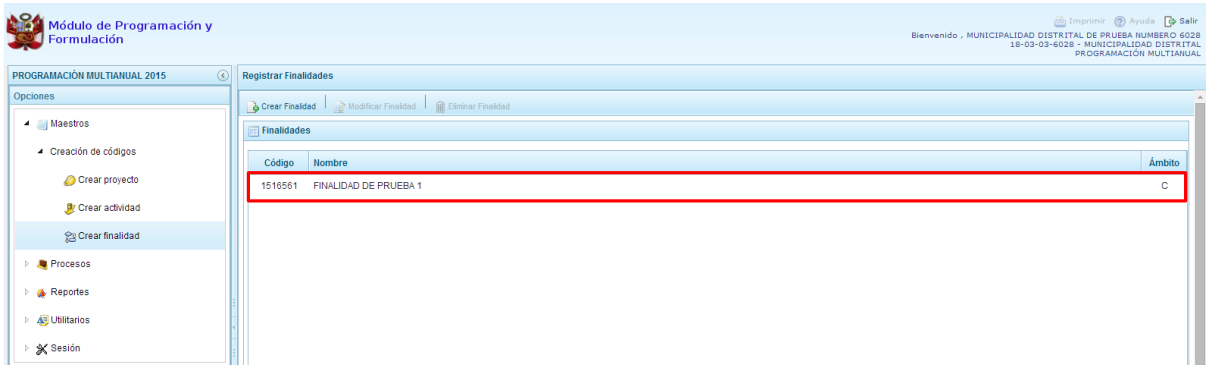 Módulo de Programación y
Formulación
Imprimir Ayuda Salir
Bienvenido , MUNICIPALIDAD DISTRITAL DE PRUEBA NUMBERO 6028
18-03-03-6028 - MUNICIPALIDAD DISTRITAL
PROGRAMACIÓN MULTIANUAL
PROGRAMACIÓN MULTIANUAL 2015
Opciones
Maestros
Creación de códigos
Crear proyecto
Crear actividad
Crear finalidad
Procesos
Reportes
Utilitarios
Sesión
Registrar Finalidades
Crear Finalidad Modificar Finalidad Eliminar Finalidad
Finalidades
Código Nombre Ámbito
1516561 FINALIDAD DE PRUEBA 1 C